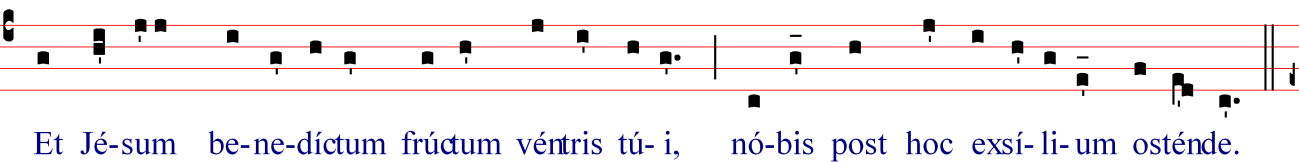 Et Jé-sum be-ne-díctum frúctum véntris tú- i, nó-bis post hoc exsí- li- um osténde.